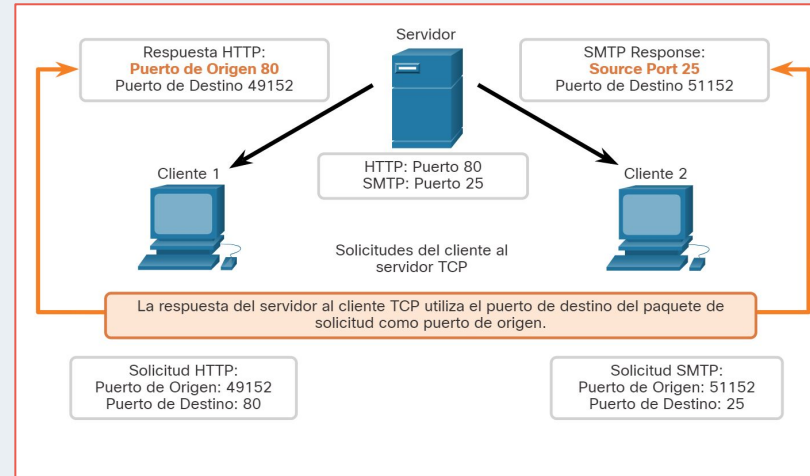 Servidor
Respuesta HTTP:
Puerto de Origen 80
Puerto de Destino 49152
SMTP Response:
Source Port 25
Puerto de Destino 51152
HTTP: Puerto 80
SMTP: Puerto 25
Cliente 1
Cliente 2
Solicitudes del cliente al
servidor TCP
La respuesta del servidor al cliente TCP utiliza el puerto de destino del paquete de
solicitud como puerto de origen.
Solicitud HTTP:
Puerto de Origen: 49152
Puerto de Destino: 80
Solicitud SMTP:
Puerto de Origen: 51152
Puerto de Destino: 25